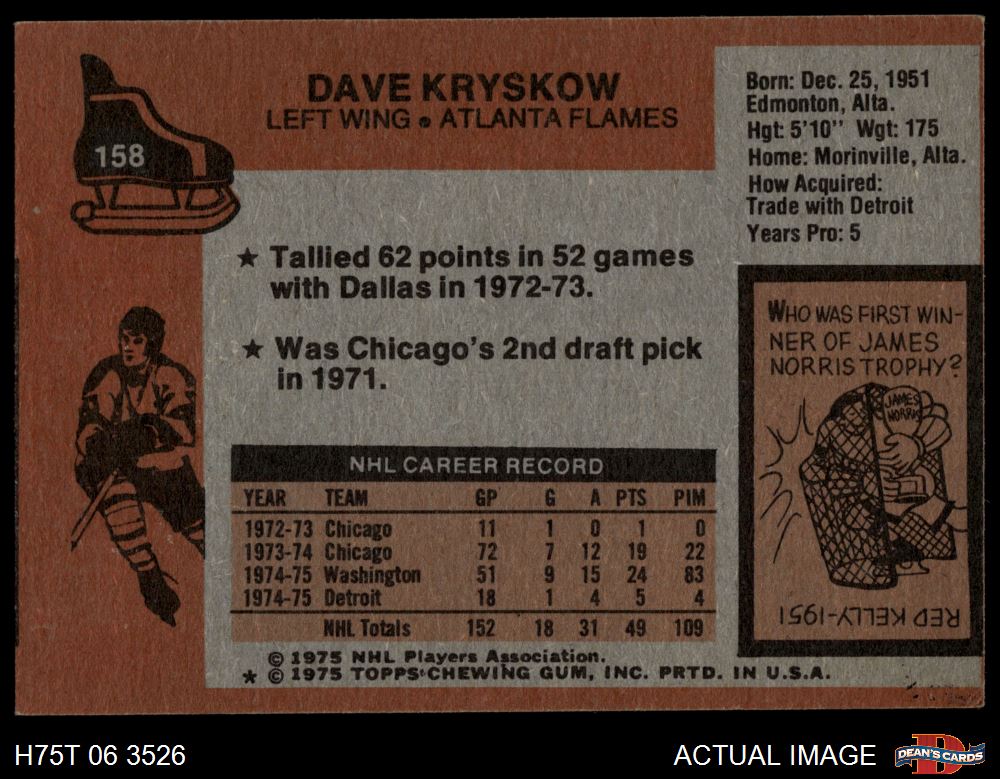 158
DAVE KRYSKOW
LEFT WING • ATLANTA FLAMES
Born: Dec. 25, 1951
Edmonton, Alta.
Hgt: 5'10" Wgt: 175
Home: Morinville, Alta.
How Acquired:
Trade with Detroit
Years Pro: 5
★ Tallied 62 points in 52 games
with Dallas in 1972-73.
★ Was Chicago's 2nd draft pick
in 1971.
WHO WAS FIRST WIN-
NER OF JAMES
NORRIS TROPHY?
JAMES
NORRIS
RED KELLY-1951
NHL CAREER RECORD
YEAR TEAM GP G A PTS PIM
1972-73 Chicago 11 1 0 1 0
1973-74 Chicago 72 7 12 19 22
1974-75 Washington 51 9 15 24 83
1974-75 Detroit 18 1 4 5 4
NHL Totals 152 18 31 49 109
© 1975 NHL Players Association.
★ © 1975 TOPPS CHEWING GUM, INC. PRTD. IN U.S.A.
H75T 06 3526
ACTUAL IMAGE
DEAN'S CARDS